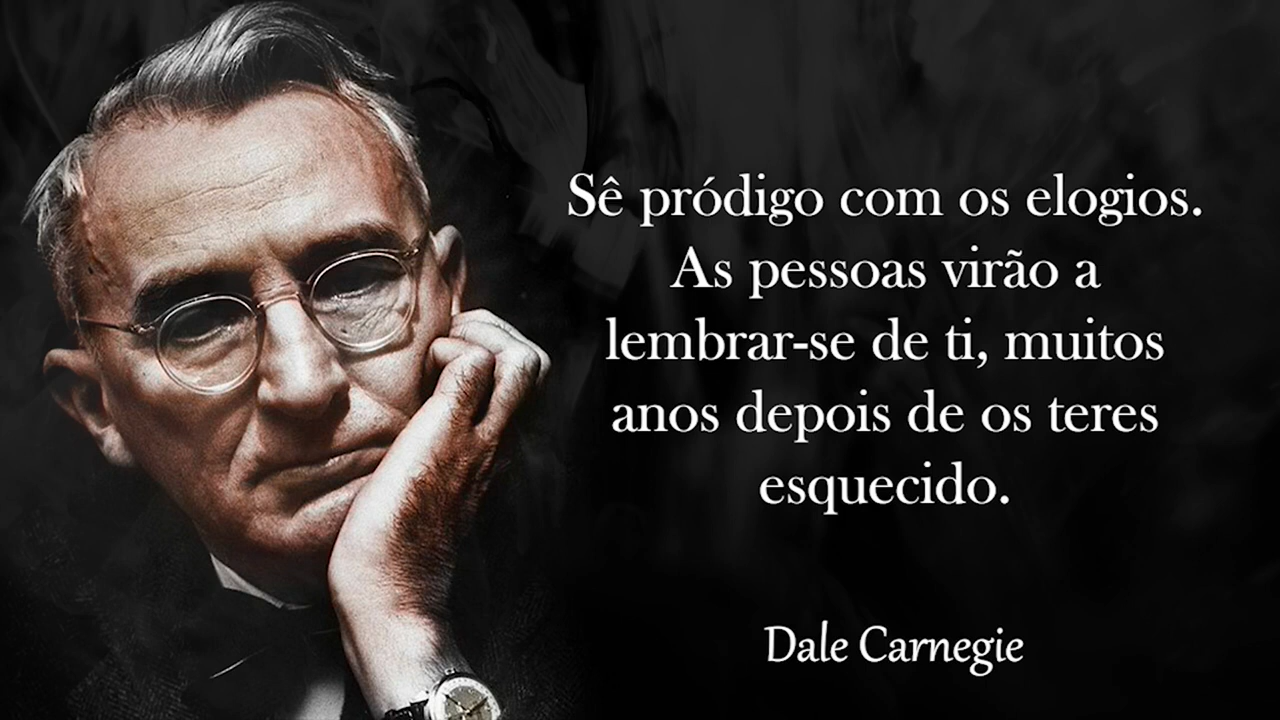 Sê pródigo com os elogios.
As pessoas virão a
lembrar-se de ti, muitos
anos depois de os teres
esquecido.
Dale Carnegie